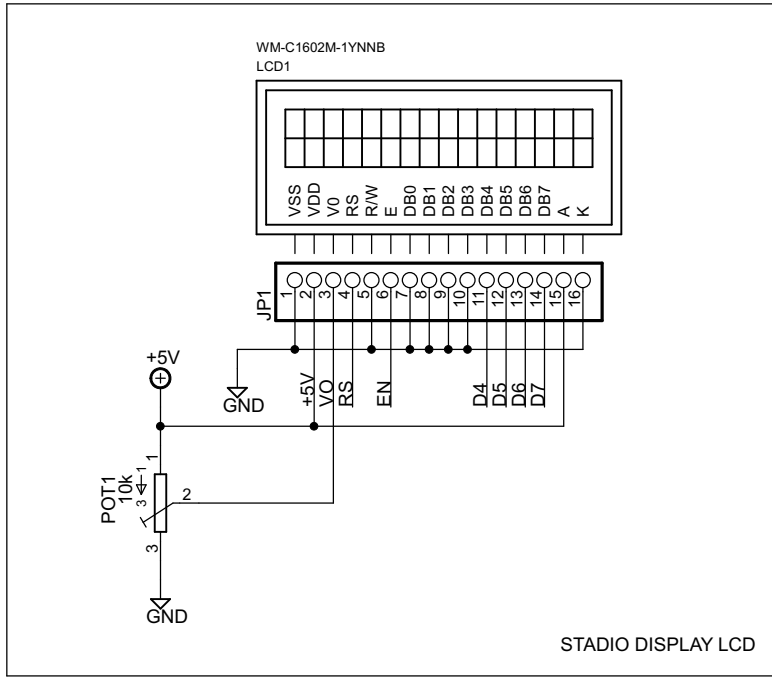 WM-C1602M-1YNNB
LCD1
VSS VDD V0 RS R/W E DB0 DB1 DB2 DB3 DB4 DB5 DB6 DB7 A K
JP1
1 2 3 4 5 6 7 8 9 10 11 12 13 14 15 16
+5V
GND
+5V VO RS EN D4 D5 D6 D7
1
POT1
10k
3 1
2
3
GND
STADIO DISPLAY LCD